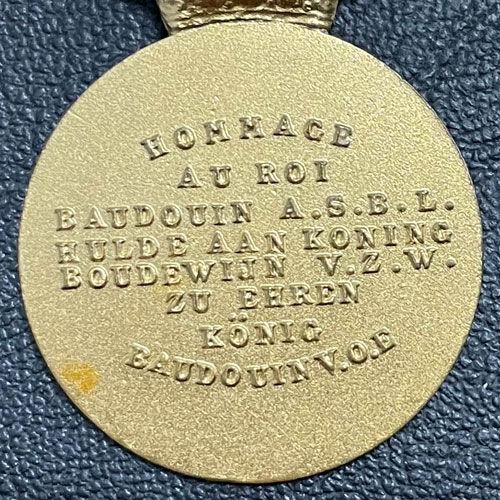 HOMMAGE
AU ROI
BAUDOUIN A.S.B.L.
HULDE AAN KONING
BOUDEWIJN V.Z.W.
ZU EHREN
KÖNIG
BAUDOUIN V.O.E